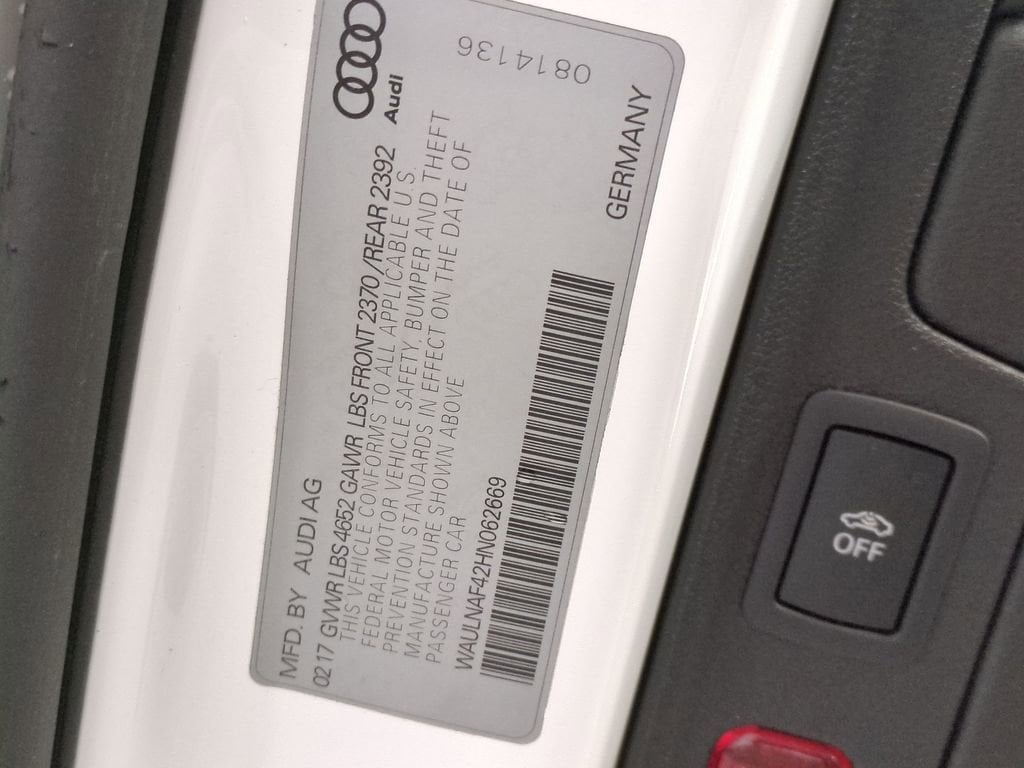 MFD. BY AUDI AG
Audi
02 17 GVWR LBS 4652 GAWR LBS FRONT 2370/REAR 2392
THIS VEHICLE CONFORMS TO ALL APPLICABLE U.S.
FEDERAL MOTOR VEHICLE SAFETY, BUMPER AND THEFT
PREVENTION STANDARDS IN EFFECT ON THE DATE OF
MANUFACTURE SHOWN ABOVE
PASSENGER CAR
0814136
WAULNAF42HN062669
GERMANY
OFF